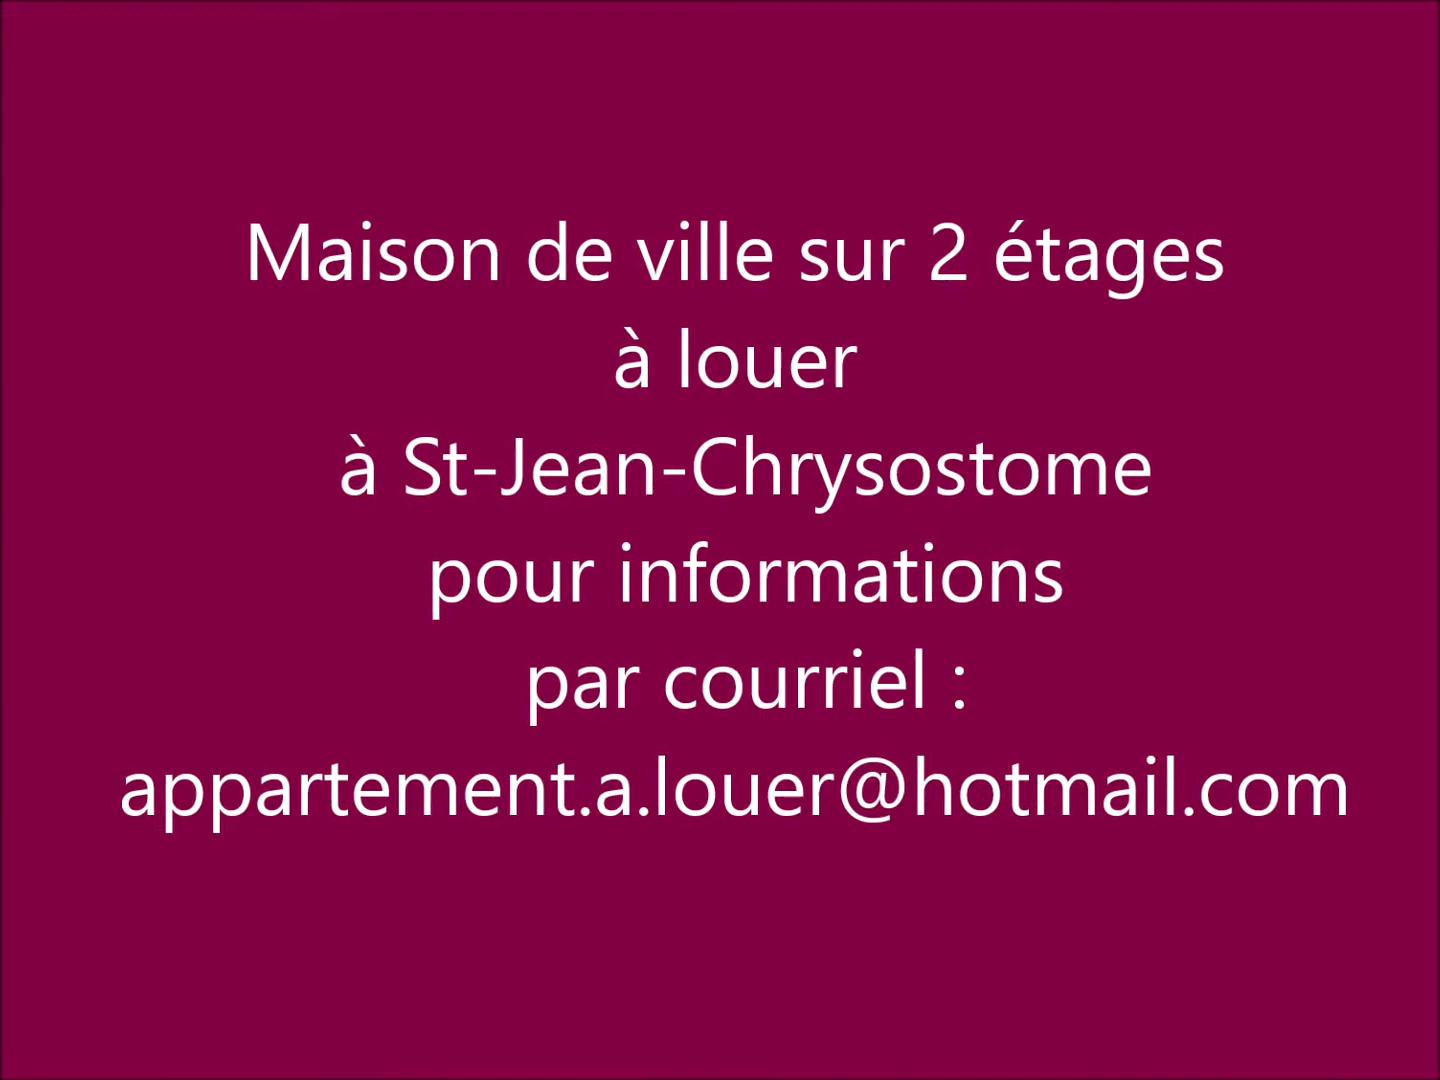 Maison de ville sur 2 étages
à louer
à St-Jean-Chrysostome
pour informations
par courriel :
appartement.a.louer@hotmail.com